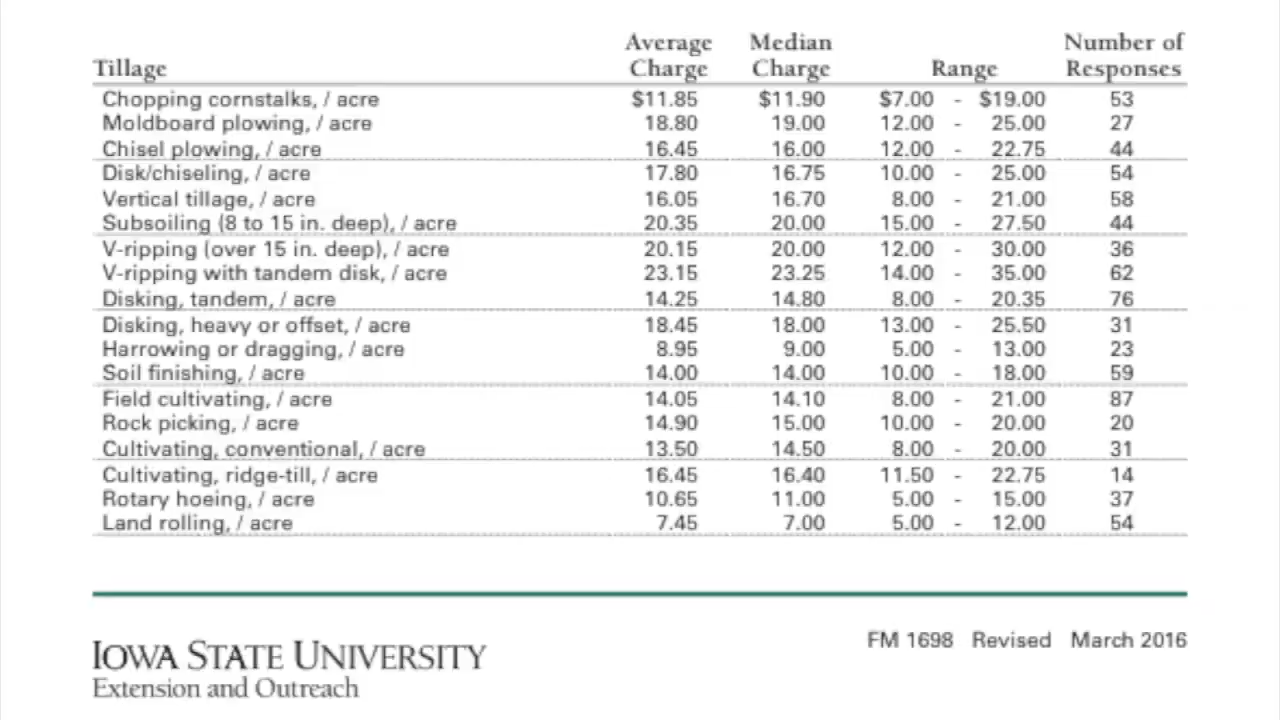 Average Median Number of
Tillage Charge Charge Range Responses
Chopping cornstalks, / acre $11.85 $11.90 $7.00 - $19.00 53
Moldboard plowing, / acre 18.80 19.00 12.00 - 25.00 27
Chisel plowing, / acre 16.45 16.00 12.00 - 22.75 44
Disk/chiseling, / acre 17.80 16.75 10.00 - 25.00 54
Vertical tillage, / acre 16.05 16.70 8.00 - 21.00 58
Subsoiling (8 to 15 in. deep), / acre 20.35 20.00 15.00 - 27.50 44
V-ripping (over 15 in. deep), / acre 20.15 20.00 12.00 - 30.00 36
V-ripping with tandem disk, / acre 23.15 23.25 14.00 - 35.00 62
Disking, tandem, / acre 14.25 14.80 8.00 - 20.35 76
Disking, heavy or offset, / acre 18.45 18.00 13.00 - 25.50 31
Harrowing or dragging, / acre 8.95 9.00 5.00 - 13.00 23
Soil finishing, / acre 14.00 14.00 10.00 - 18.00 59
Field cultivating, / acre 14.05 14.10 8.00 - 21.00 87
Rock picking, / acre 14.90 15.00 10.00 - 20.00 20
Cultivating, conventional, / acre 13.50 14.50 8.00 - 20.00 31
Cultivating, ridge-till, / acre 16.45 16.40 11.50 - 22.75 14
Rotary hoeing, / acre 10.65 11.00 5.00 - 15.00 37
Land rolling, / acre 7.45 7.00 5.00 - 12.00 54
FM 1698 Revised March 2016
IOWA STATE UNIVERSITY
Extension and Outreach